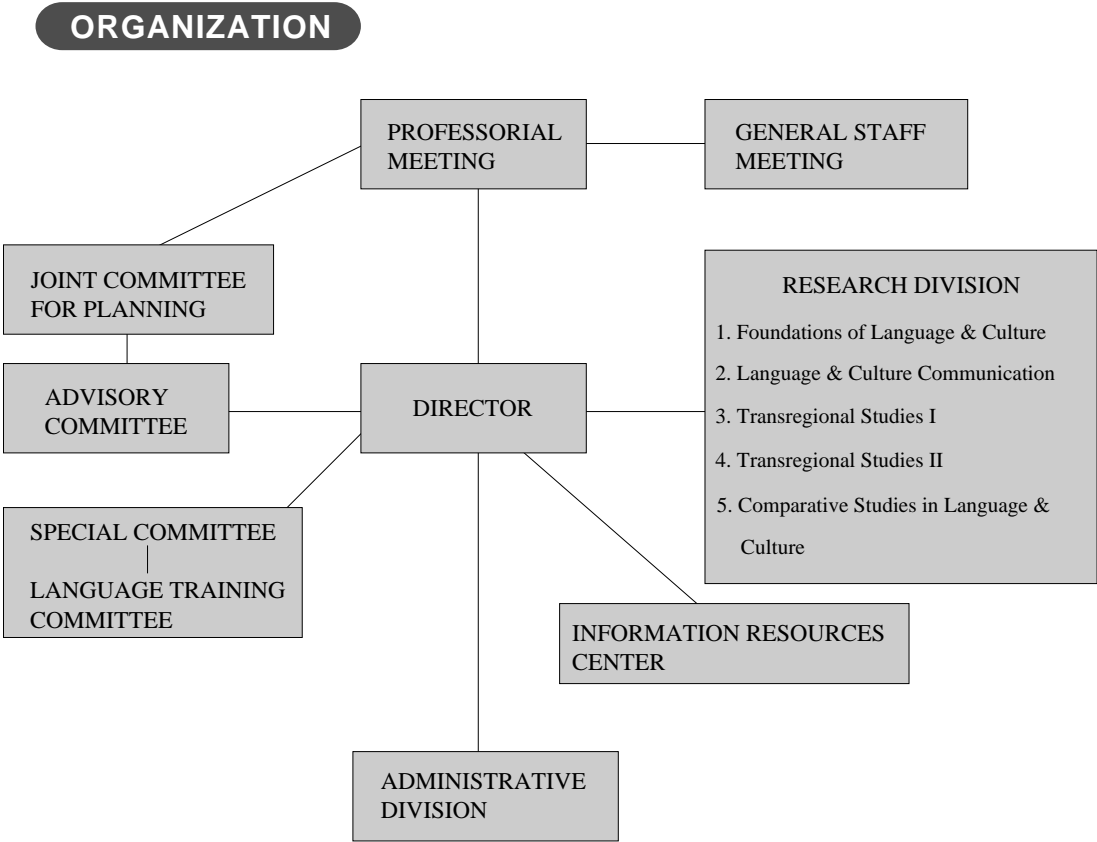 ORGANIZATION
PROFESSORIAL
MEETING
GENERAL STAFF
MEETING
JOINT COMMITTEE
FOR PLANNING
ADVISORY
COMMITTEE
DIRECTOR
RESEARCH DIVISION
1. Foundations of Language & Culture
2. Language & Culture Communication
3. Transregional Studies I
4. Transregional Studies II
5. Comparative Studies in Language &
Culture
SPECIAL COMMITTEE
LANGUAGE TRAINING
COMMITTEE
INFORMATION RESOURCES
CENTER
ADMINISTRATIVE
DIVISION